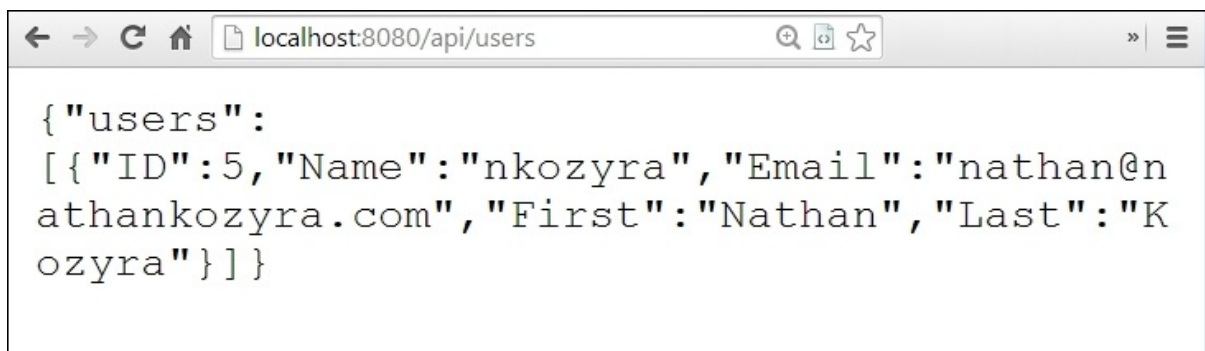 localhost:8080/api/users
»
{"users":
[{"ID":5,"Name":"nkozyra","Email":"nathan@n
athankozyra.com","First":"Nathan","Last":"K
ozyra"}]}